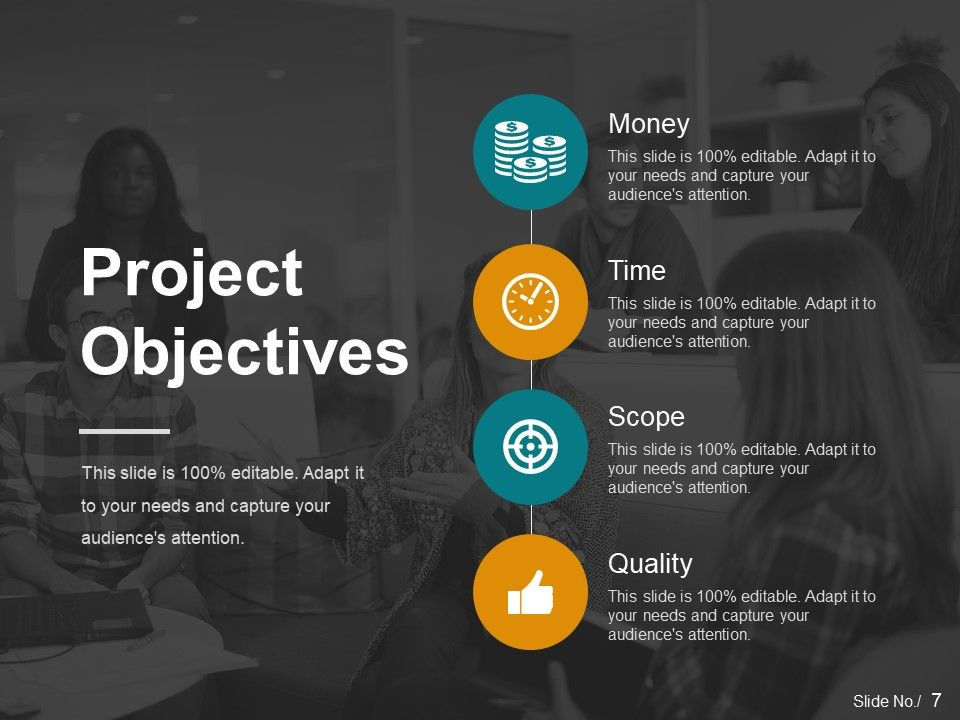 Project
Objectives
This slide is 100% editable. Adapt it
to your needs and capture your
audience's attention.
$
$
$
Money
This slide is 100% editable. Adapt it to
your needs and capture your
audience's attention.
Time
This slide is 100% editable. Adapt it to
your needs and capture your
audience's attention.
Scope
This slide is 100% editable. Adapt it to
your needs and capture your
audience's attention.
Quality
This slide is 100% editable. Adapt it to
your needs and capture your
audience's attention.
Slide No./ 7